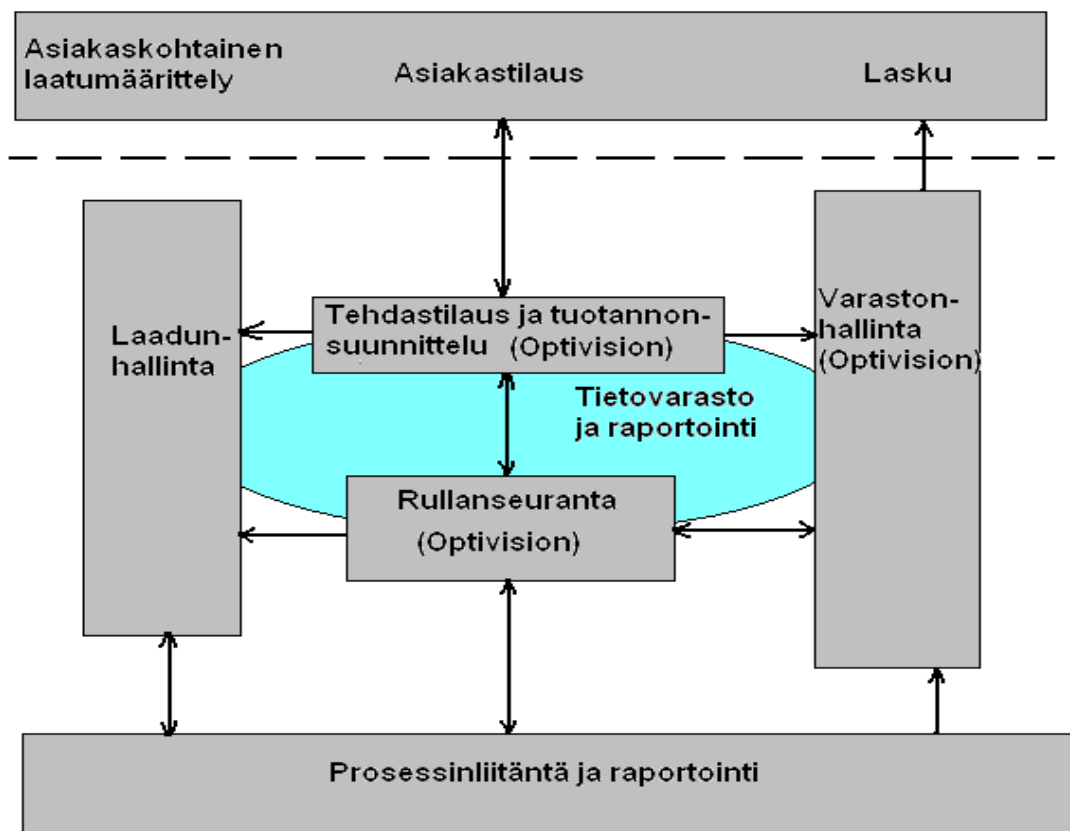 Asiakaskohtainen
laatumäärittely
Asiakastilaus
Lasku
Laadun-
hallinta
Tehdastilaus ja tuotannon-
suunnittelu (Optivision)
Varaston-
hallinta
(Optivision)
Tietovarasto
ja raportointi
Rullanseuranta
(Optivision)
Prosessinliitäntä ja raportointi